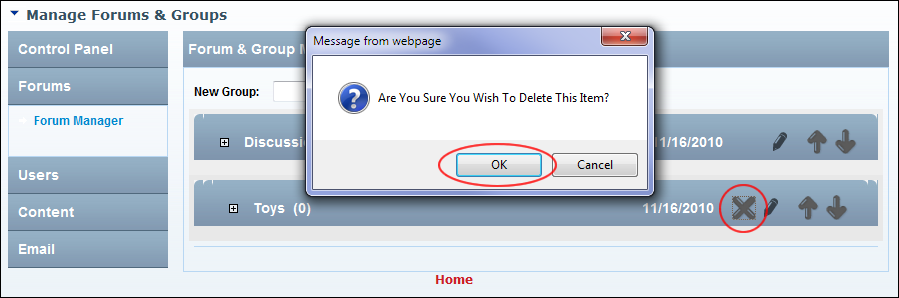 Manage Forums & Groups
Control Panel
Forums
Forum Manager
Users
Content
Email
Forum & Group
New Group:
Message from webpage
Are You Sure You Wish To Delete This Item?
OK
Cancel
11/16/2010
Toys (0)
11/16/2010
Home